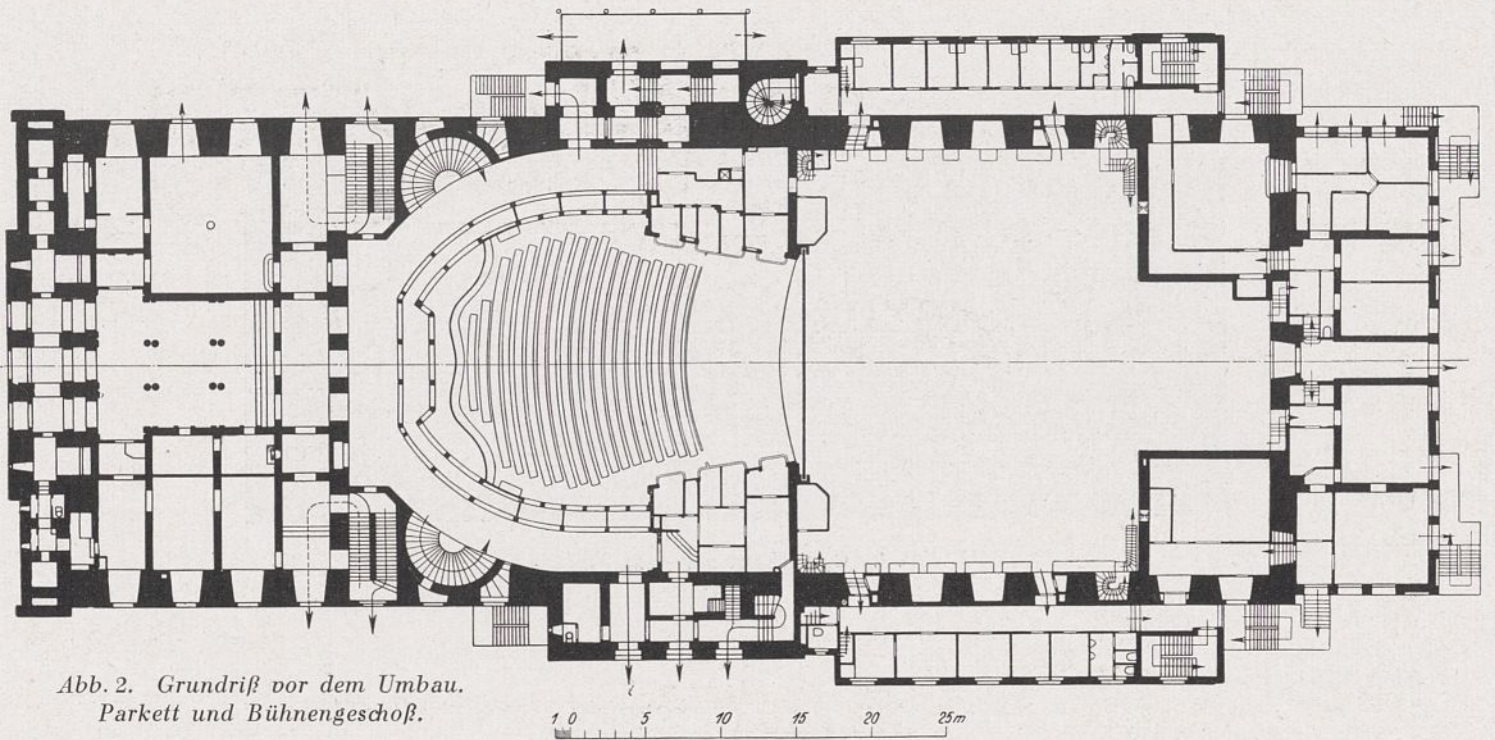 Abb. 2. Grundriß vor dem Umbau.
Parkett und Bühnengeschoß.
1 0 5 10 15 20 25m